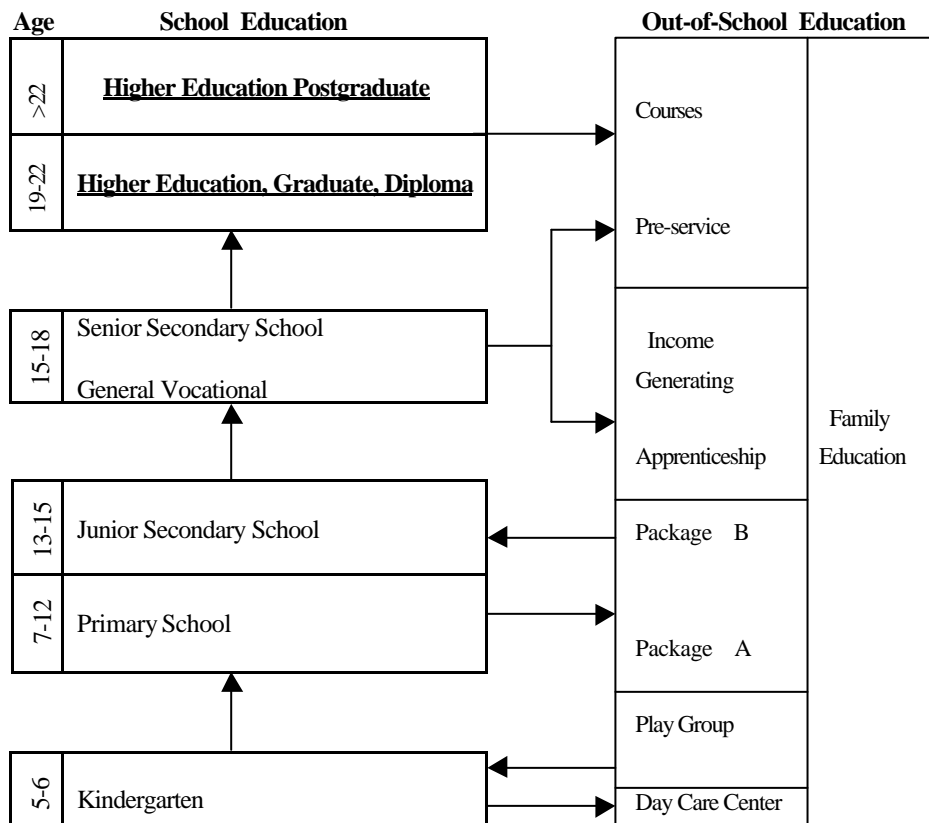 Age School Education Out-of-School Education
>22
Higher Education Postgraduate
Courses
19-22
Higher Education, Graduate, Diploma
Pre-service
15-18
Senior Secondary School
General Vocational
Income
Generating
Apprenticeship
Family
Education
13-15
Junior Secondary School
Package B
7-12
Primary School
Package A
Play Group
5-6
Kindergarten
Day Care Center